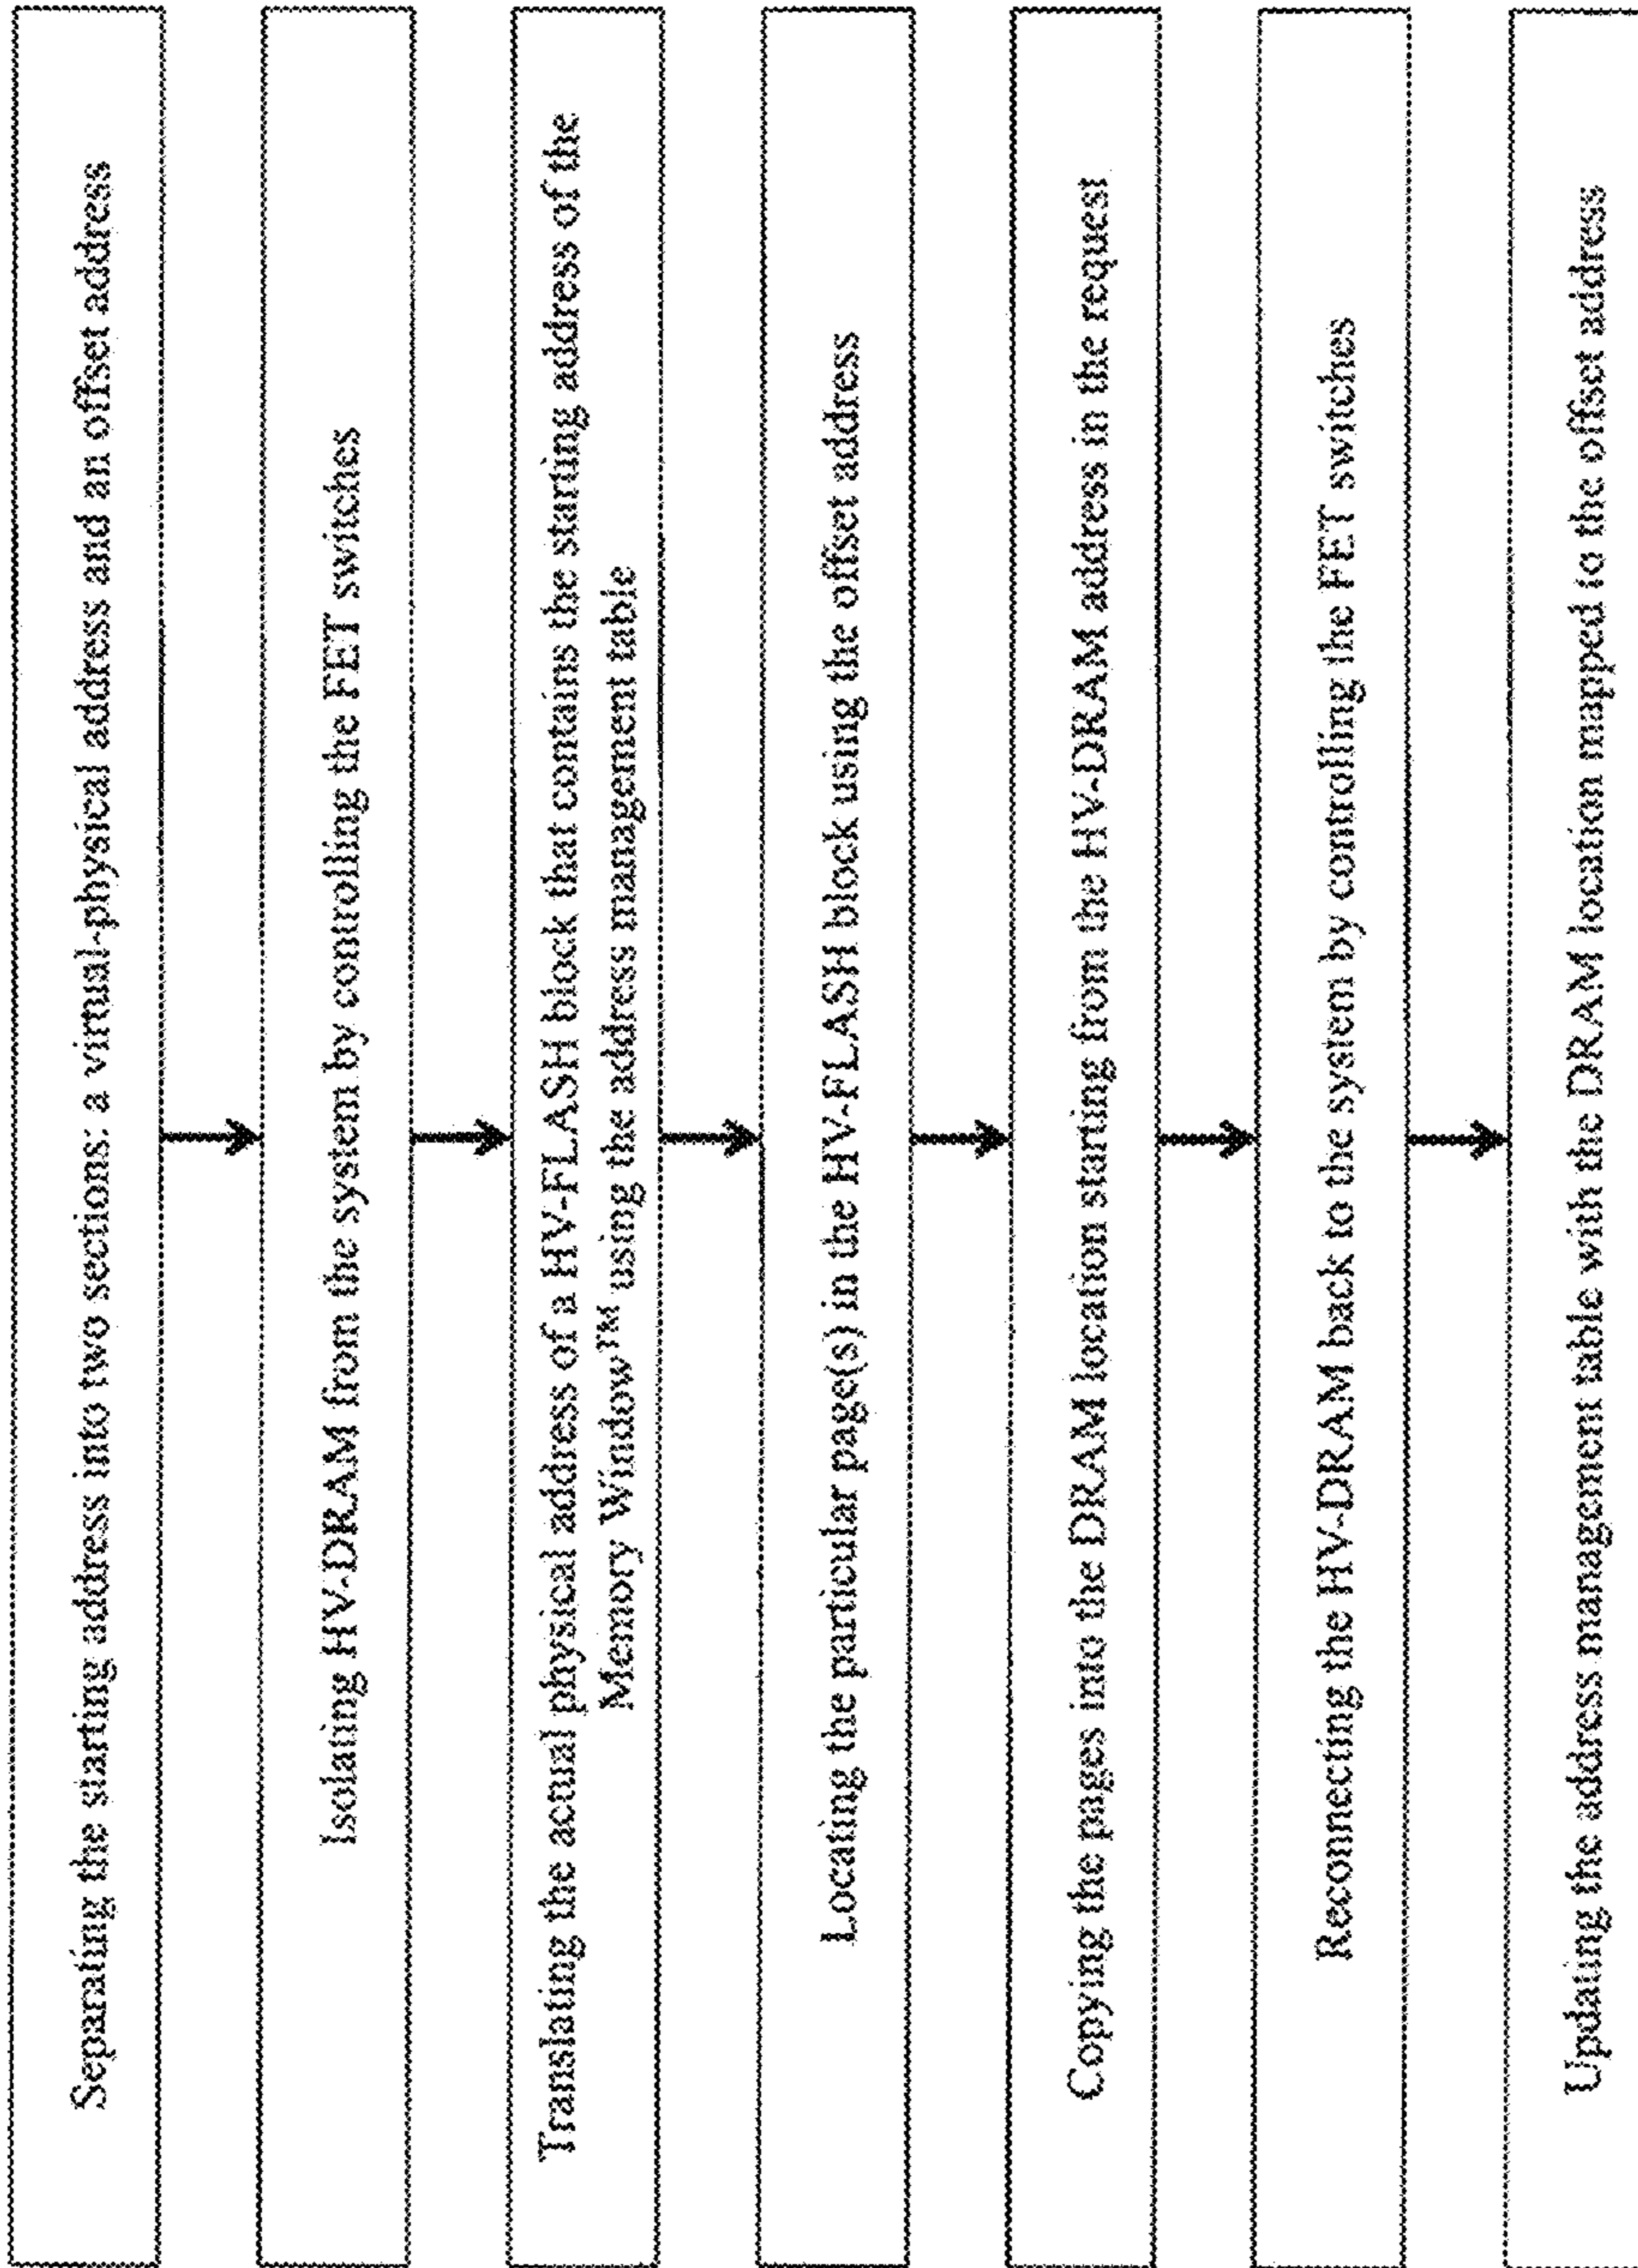 Separating the starting address into two sections: a virtual-physical address and an offset address
Isolating HV-DRAM from the system by controlling the FET switches
Translating the actual physical address of a HV-FLASH block that contains the starting address of the
Memory Window™ using the address management table
Locating the particular page(s) in the HV-FLASH block using the offset address
Copying the pages into the DRAM location starting from the HV-DRAM address in the request
Reconnecting the HV-DRAM back to the system by controlling the FET switches
Updating the address management table with the DRAM location mapped to the offset address